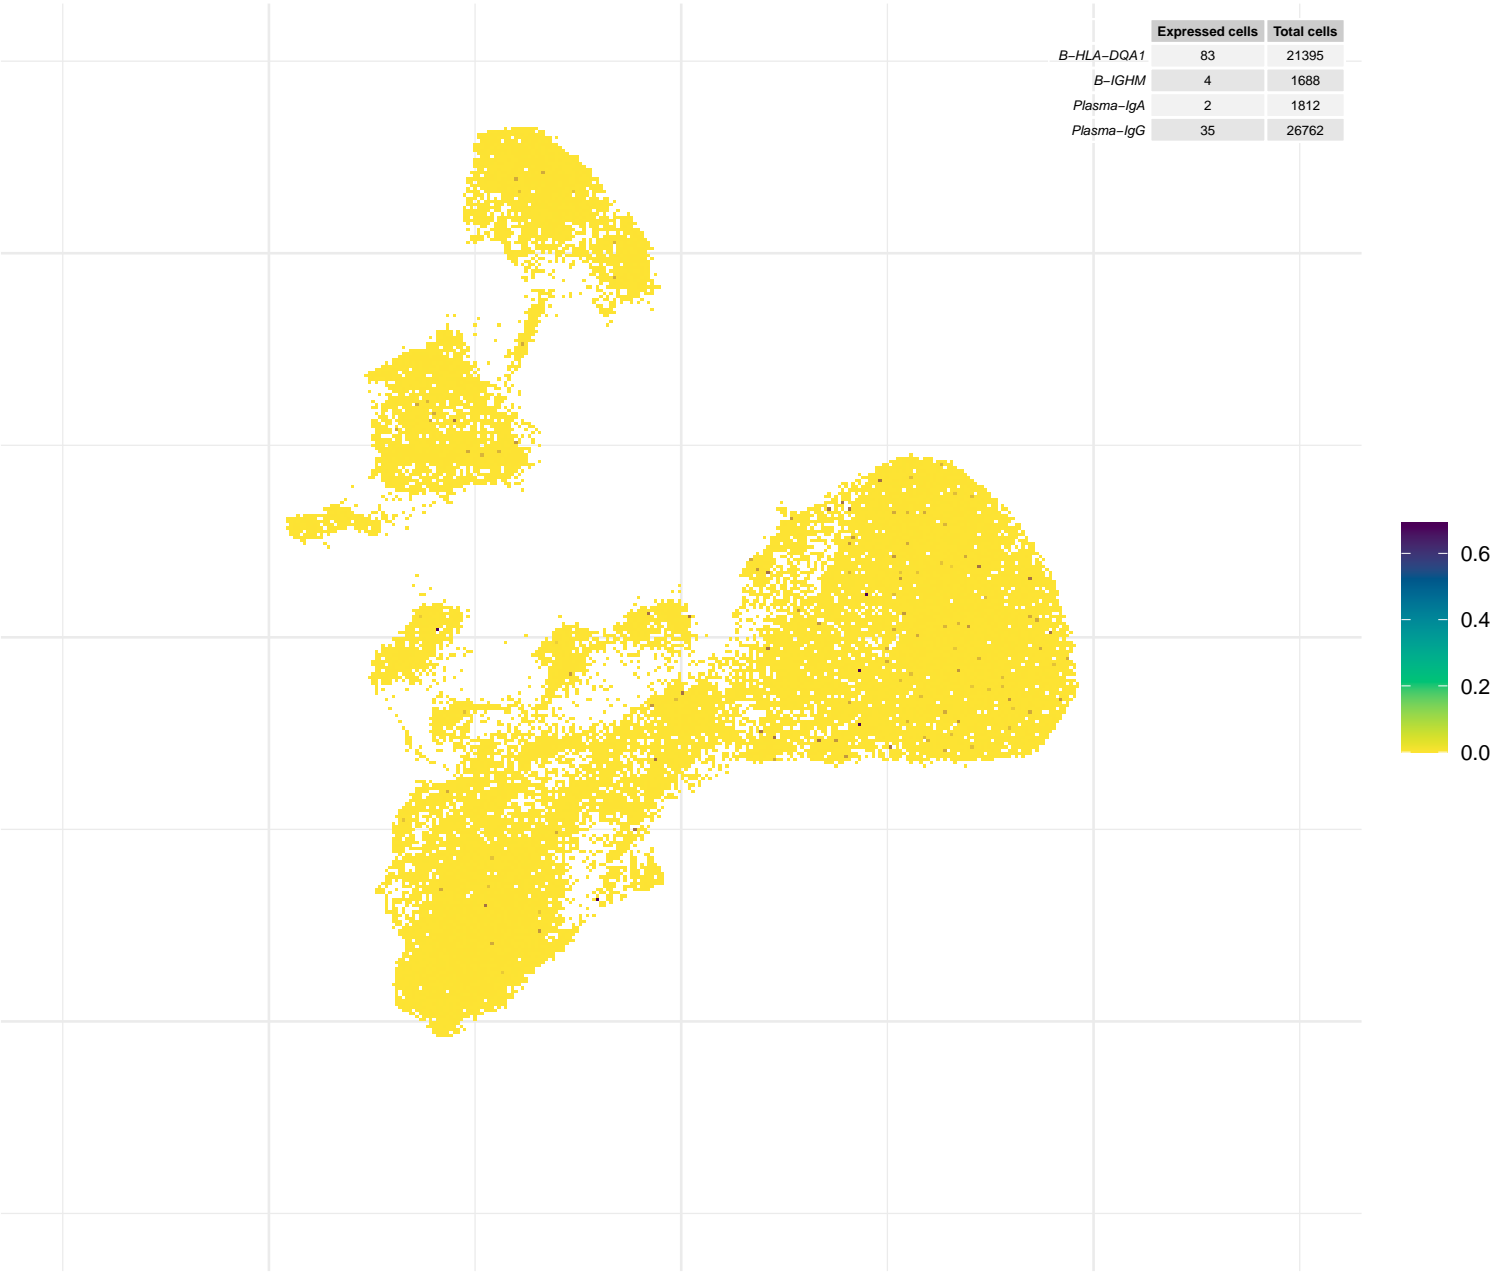 Expressed cells Total cells
B−HLA−DQA1 83 21395
B−IGHM 4 1688
Plasma−IgA 2 1812
Plasma−IgG 35 26762
0.6
0.4
0.2
0.0